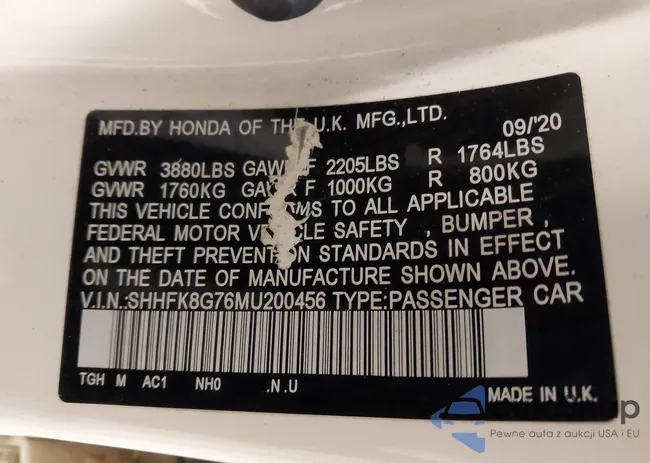 MFD.BY HONDA OF THE U.K. MFG.,LTD. 09/'20
GVWR 3880LBS GAWR F 2205LBS R 1764LBS
GVWR 1760KG GAWR F 1000KG R 800KG
THIS VEHICLE CONFORMS TO ALL APPLICABLE
FEDERAL MOTOR VEHICLE SAFETY , BUMPER ,
AND THEFT PREVENTION STANDARDS IN EFFECT
ON THE DATE OF MANUFACTURE SHOWN ABOVE.
V.I.N.:SHHFK8G76MU200456 TYPE:PASSENGER CAR
TGH M AC1 NH0 .N.U
MADE IN U.K.
Pewne auta z aukcji USA i EU